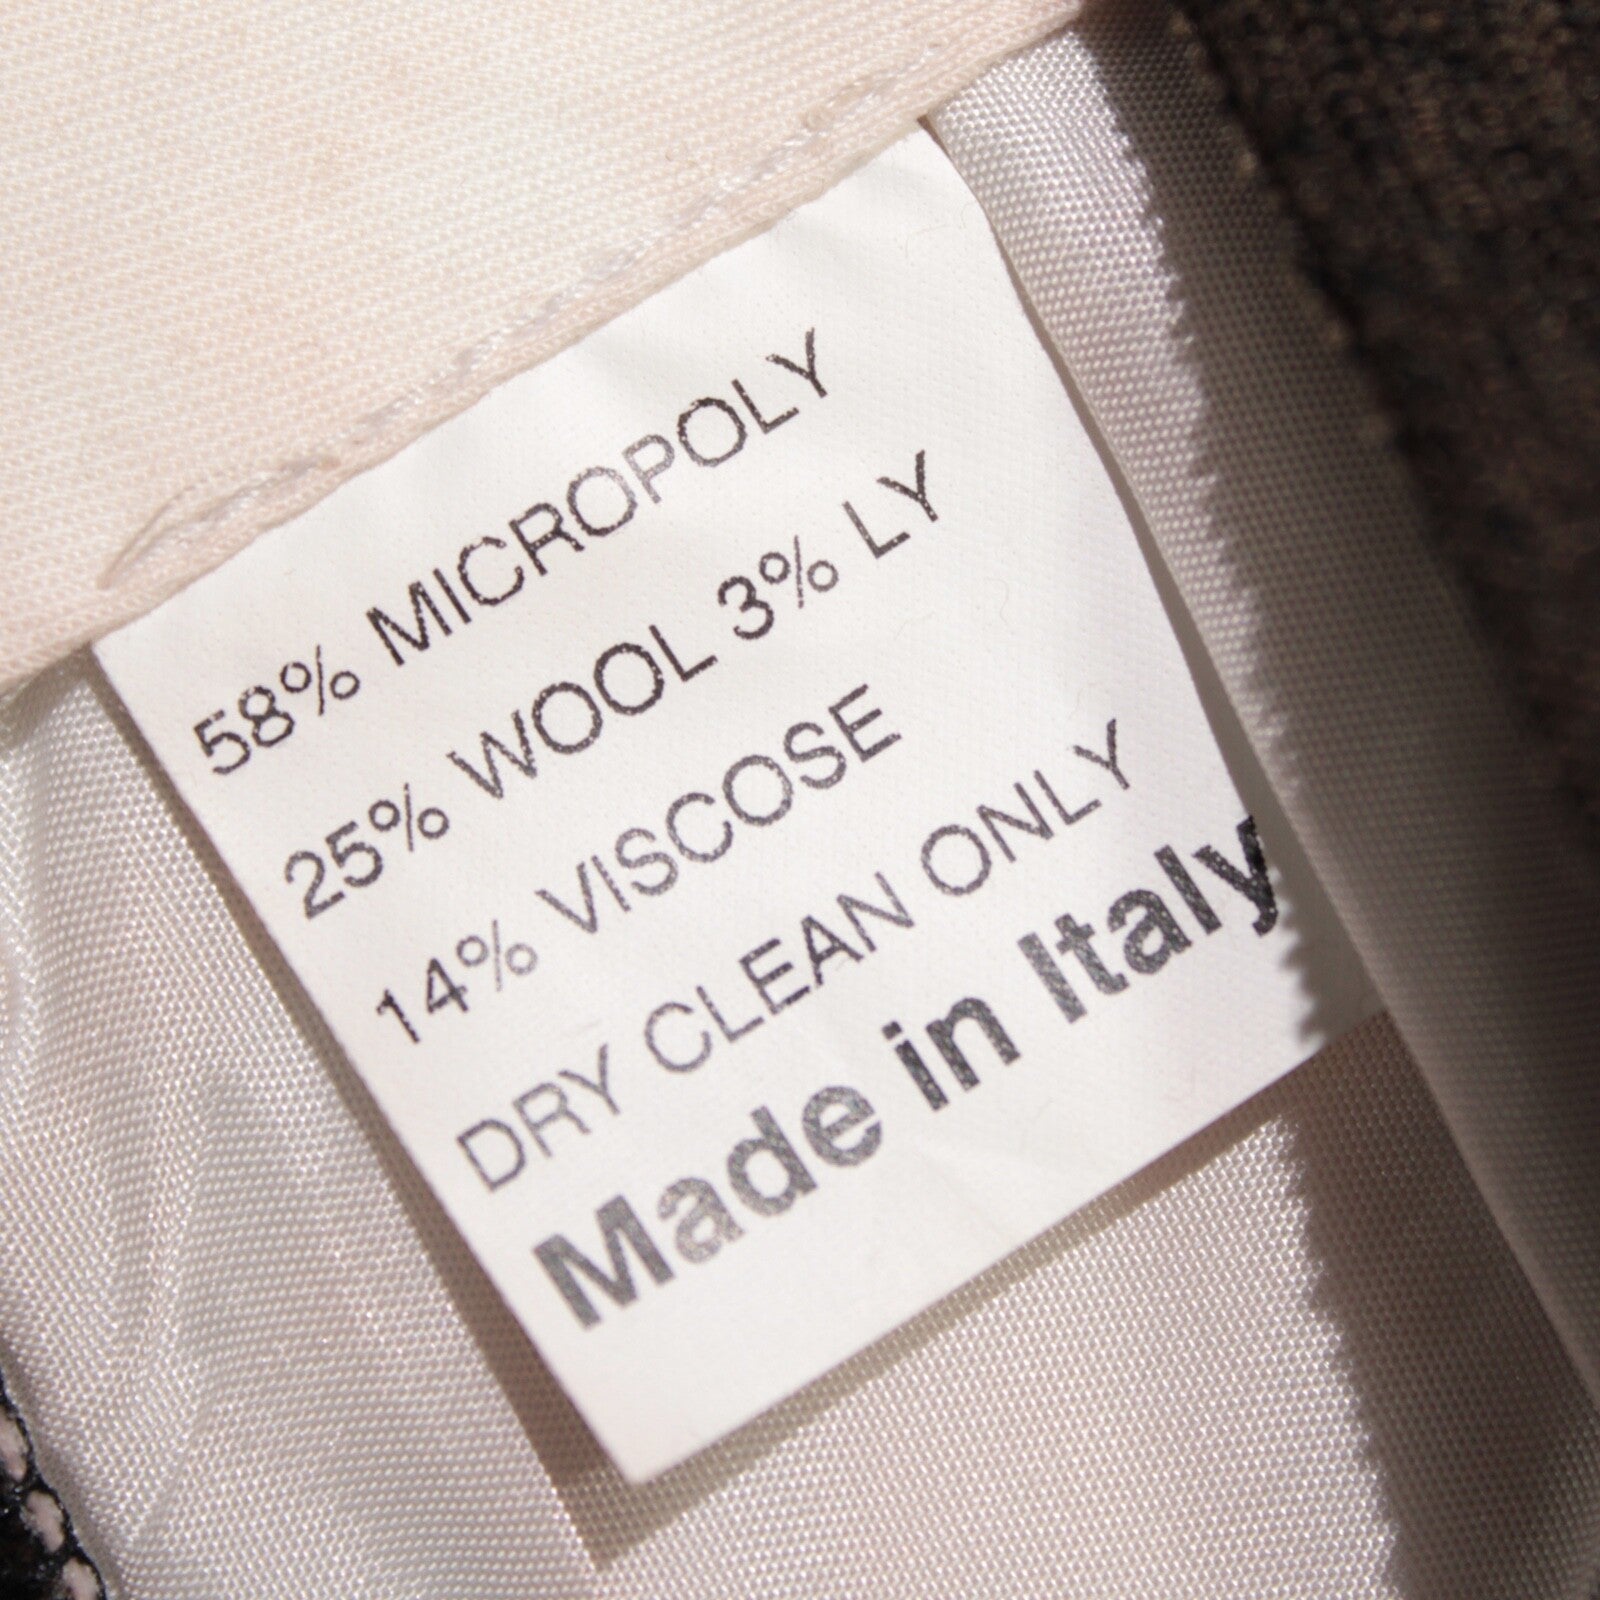 58% MICROPOLY
25% WOOL 3% LY
14% VISCOSE
DRY CLEAN ONLY
Made in Italy